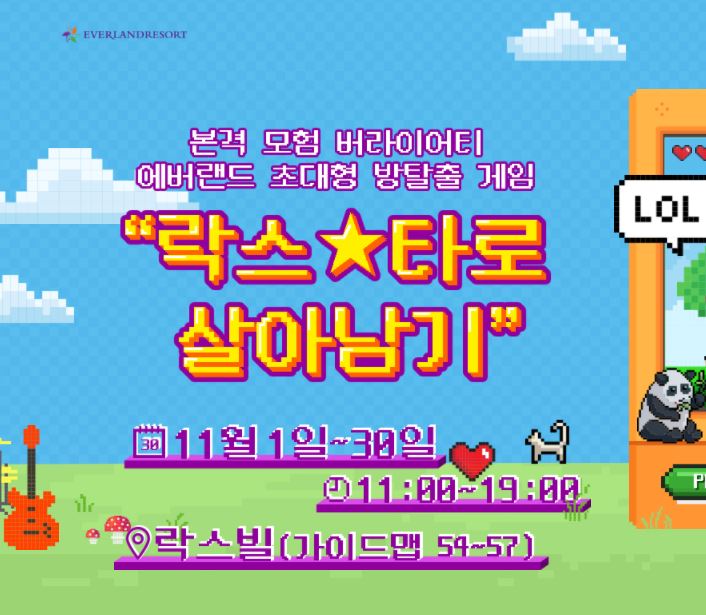 EVERLANDRESORT
본격 모험 버라이어티
에버랜드 초대형 방탈출 게임
“락스★타로
살아남기”
LOL
30 11월 1일~30일
11:00~19:00
락스빌(가이드맵 54~57)